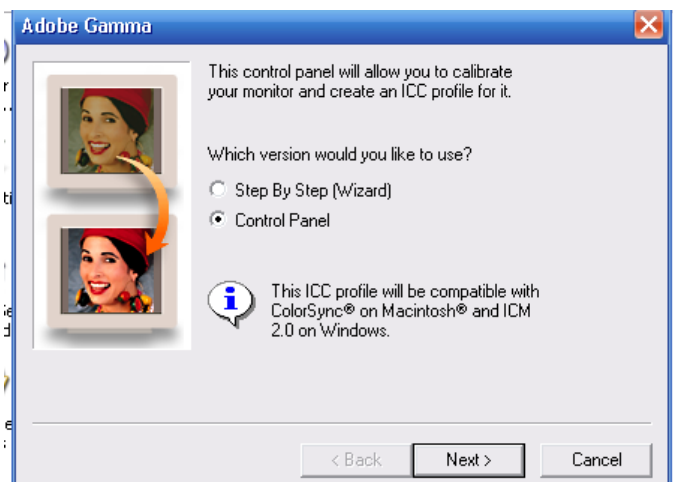 Adobe Gamma
This control panel will allow you to calibrate
your monitor and create an ICC profile for it.
Which version would you like to use?
Step By Step (Wizard)
Control Panel
This ICC profile will be compatible with
ColorSync® on Macintosh® and ICM
2.0 on Windows.
< Back
Next >
Cancel